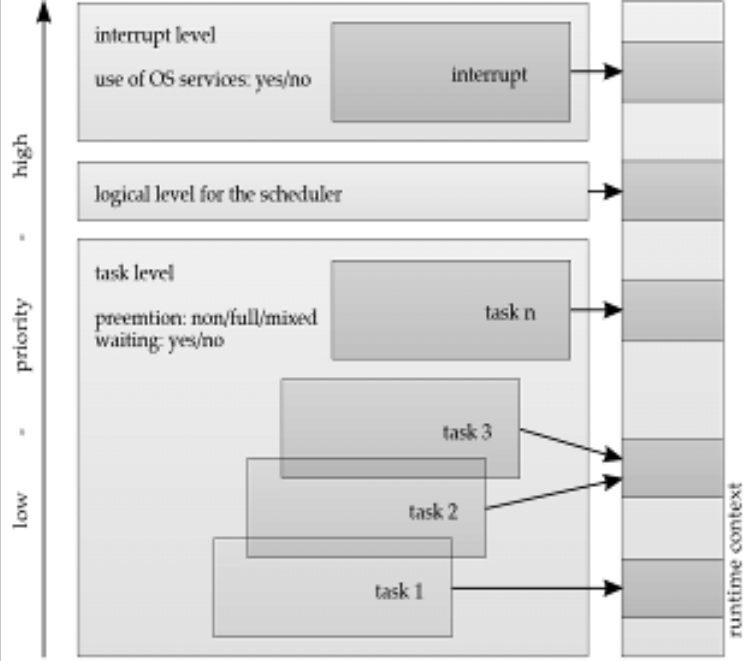 interrupt level
use of OS services: yes/no
interrupt
logical level for the scheduler
task level
preemtion: non/full/mixed
waiting: yes/no
task n
task 3
task 2
task 1
low - priority - high
runtime context